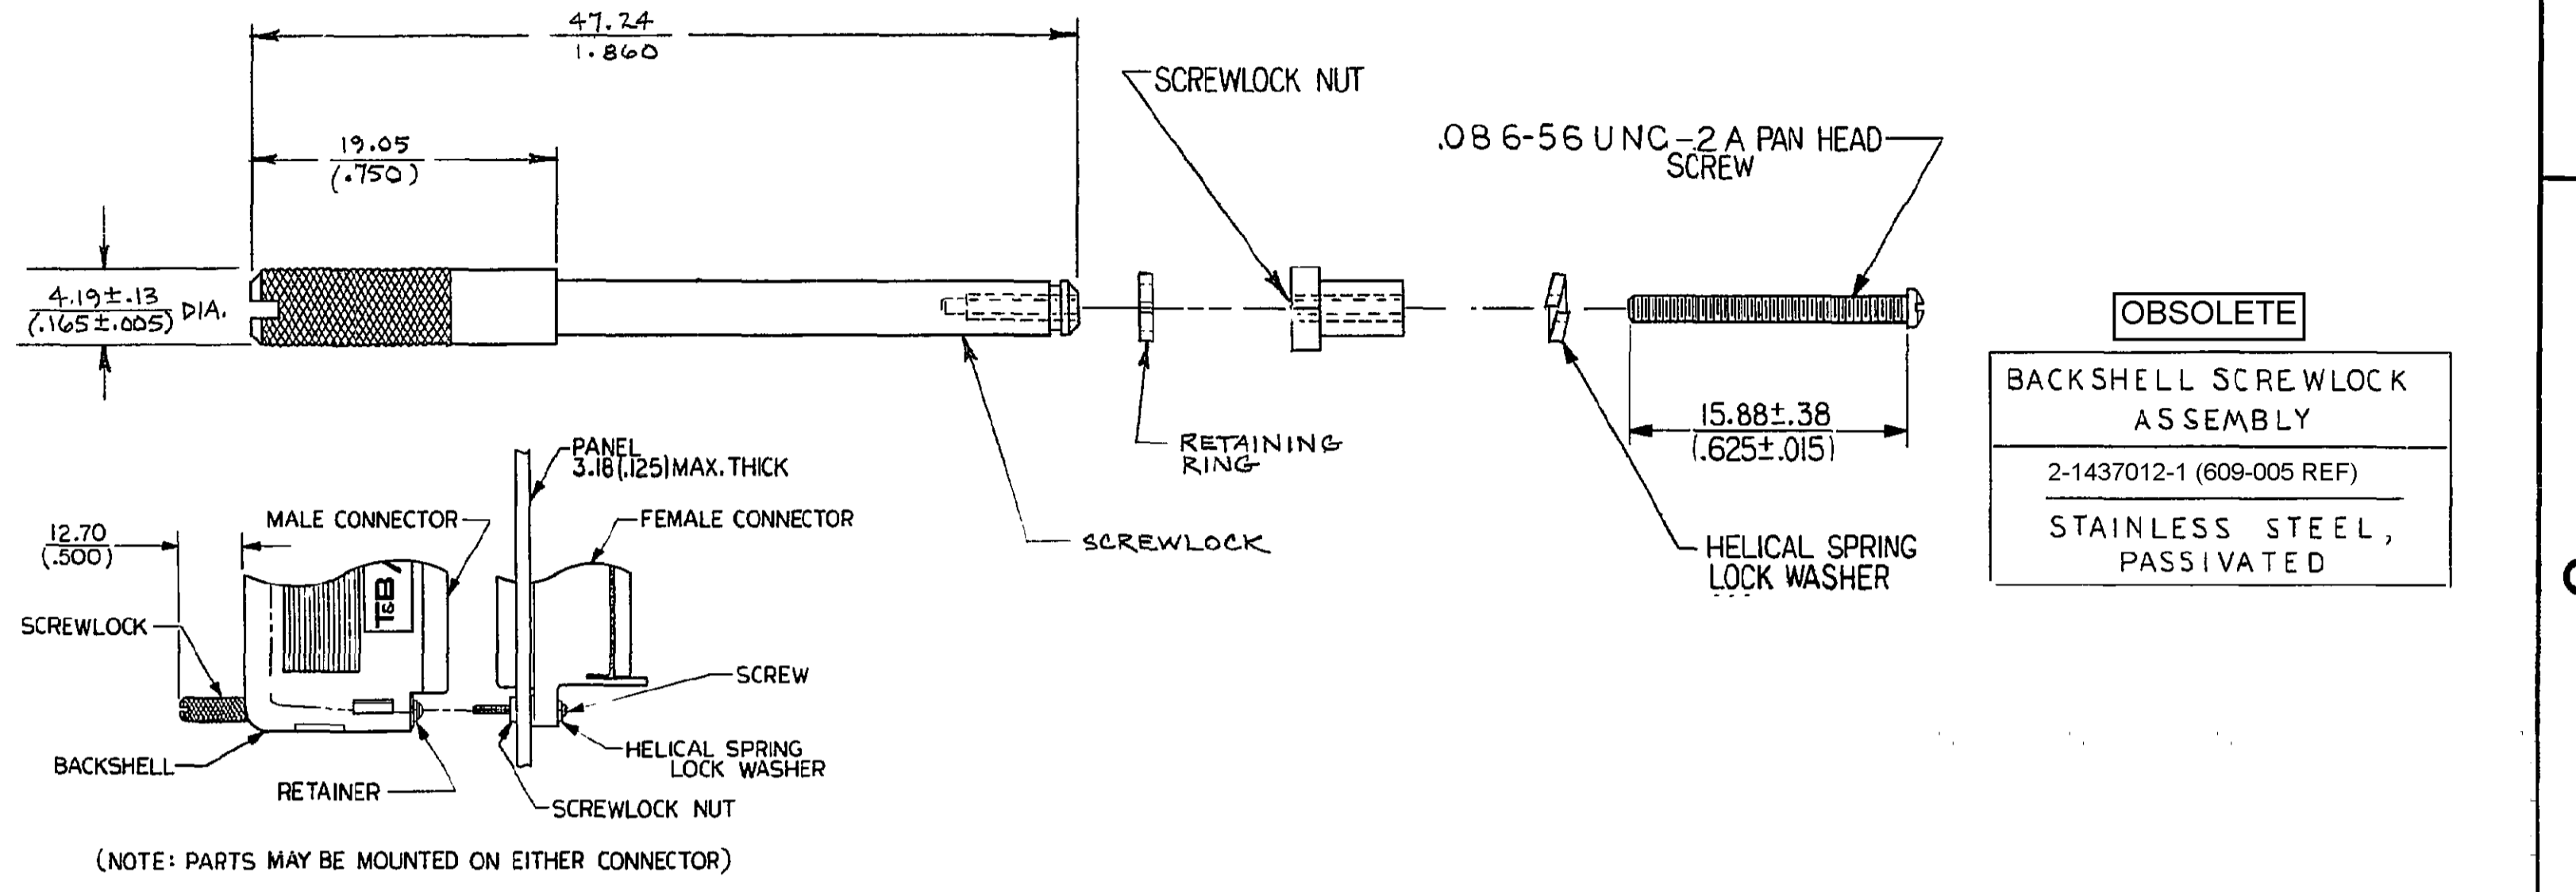 47.24
1.860
19.05
(.750)
4.19±.13
(.165±.005) DIA.
SCREWLOCK NUT
.086-56 UNC-2A PAN HEAD
SCREW
RETAINING
RING
SCREWLOCK
15.88±.38
(.625±.015)
HELICAL SPRING
LOCK WASHER
OBSOLETE
BACKSHELL SCREWLOCK
ASSEMBLY
2-1437012-1 (609-005 REF)
STAINLESS STEEL,
PASSIVATED
PANEL
3.18(.125)MAX. THICK
MALE CONNECTOR
FEMALE CONNECTOR
12.70
(.500)
T&B
SCREWLOCK
SCREW
BACKSHELL
RETAINER
HELICAL SPRING
LOCK WASHER
SCREWLOCK NUT
(NOTE: PARTS MAY BE MOUNTED ON EITHER CONNECTOR)